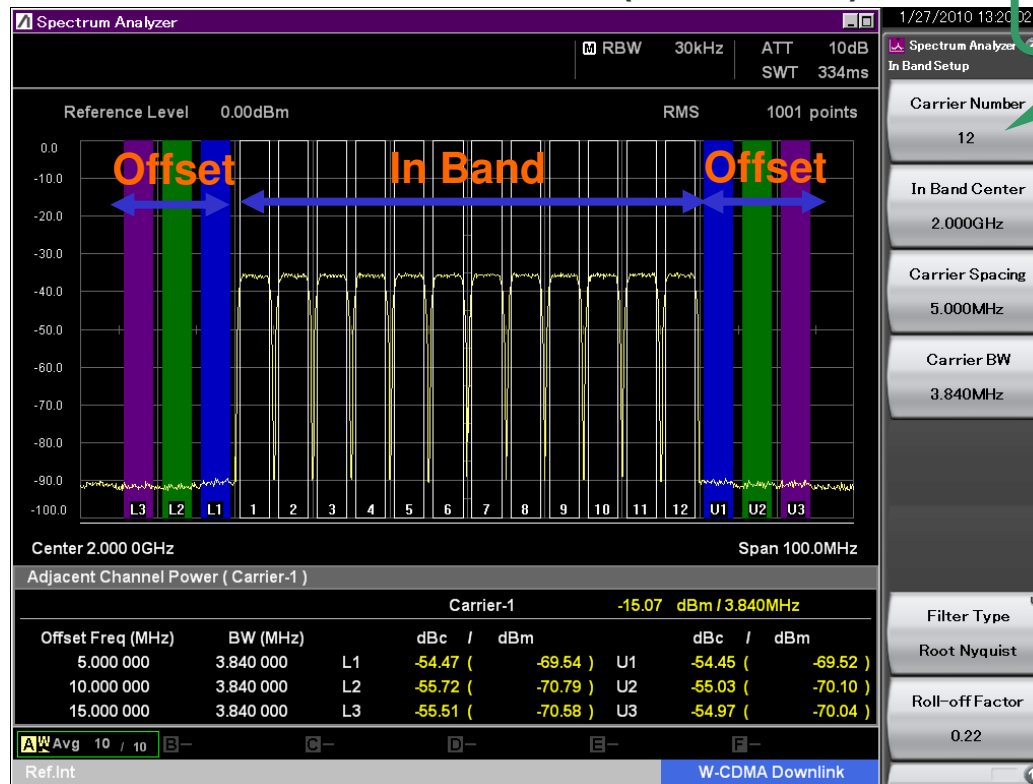 Spectrum Analyzer
1/27/2010 13:20:02
M RBW 30kHz ATT 10dB
SWT 334ms
Reference Level 0.00dBm RMS 1001 points
0.0
-10.0
-20.0
-30.0
-40.0
-50.0
-60.0
-70.0
-80.0
-90.0
-100.0
Offset In Band Offset
L3 L2 L1 1 2 3 4 5 6 7 8 9 10 11 12 U1 U2 U3
Center 2.000 0GHz Span 100.0MHz
Adjacent Channel Power ( Carrier-1 )
Carrier-1 -15.07 dBm / 3.840MHz
Offset Freq (MHz) BW (MHz) dBc / dBm dBc / dBm
5.000 000 3.840 000 L1 -54.47 ( -69.54 ) U1 -54.45 ( -69.52 )
10.000 000 3.840 000 L2 -55.72 ( -70.79 ) U2 -55.03 ( -70.10 )
15.000 000 3.840 000 L3 -55.51 ( -70.58 ) U3 -54.97 ( -70.04 )
A W Avg 10 / 10 B- C- D- E- F-
Ref.Int W-CDMA Downlink
Spectrum Analyzer
In Band Setup
Carrier Number
12
In Band Center
2.000GHz
Carrier Spacing
5.000MHz
Carrier BW
3.840MHz
Filter Type
Root Nyquist
Roll-off Factor
0.22